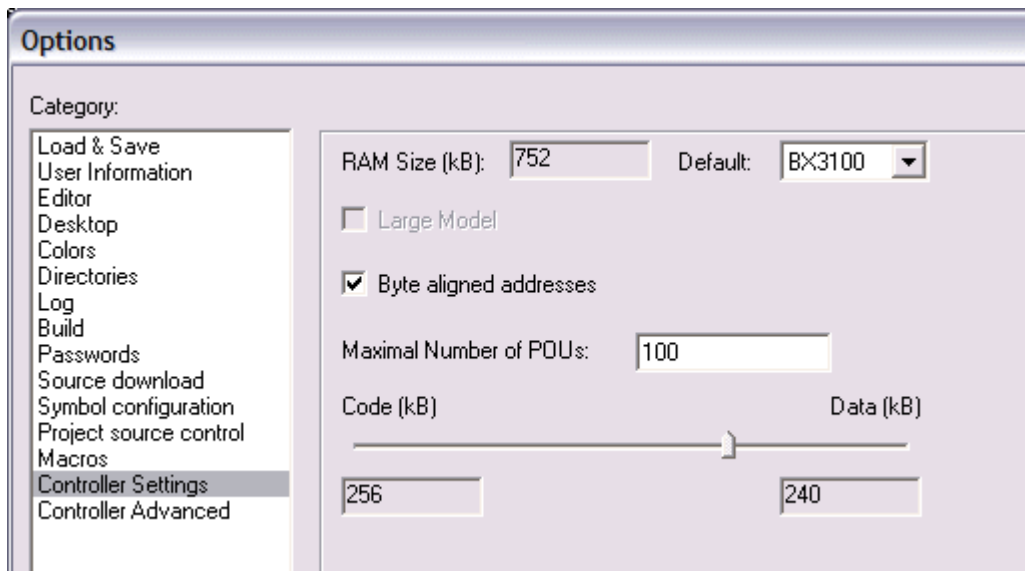 Options
Category:
Load & Save
User Information
Editor
Desktop
Colors
Directories
Log
Build
Passwords
Source download
Symbol configuration
Project source control
Macros
Controller Settings
Controller Advanced
RAM Size (kB): 752 Default: BX3100
Large Model
Byte aligned addresses
Maximal Number of POUs: 100
Code (kB) Data (kB)
256 240